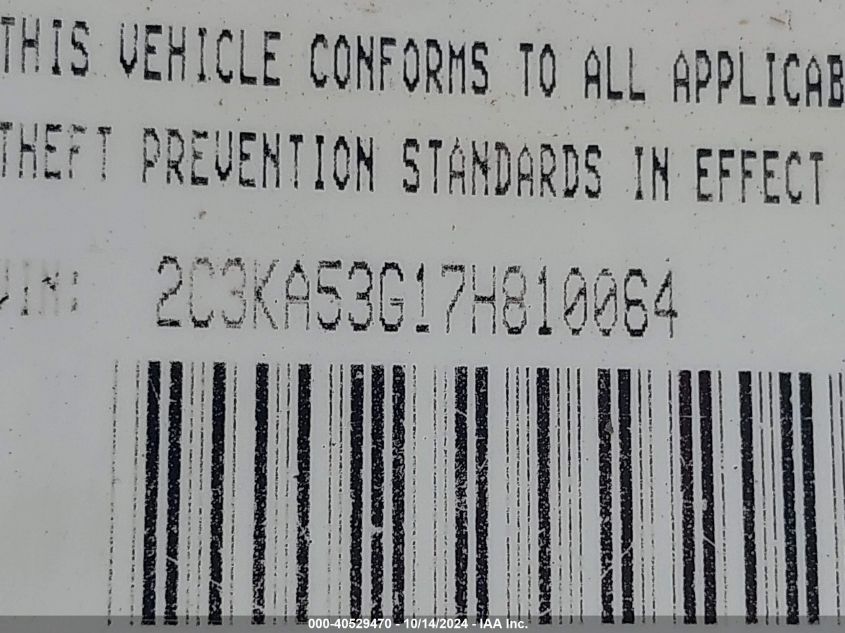 THIS VEHICLE CONFORMS TO ALL APPLICAB
THEFT PREVENTION STANDARDS IN EFFECT
VIN: 2C3KA53G17H810064
000-40529470 - 10/14/2024 - IAA Inc.